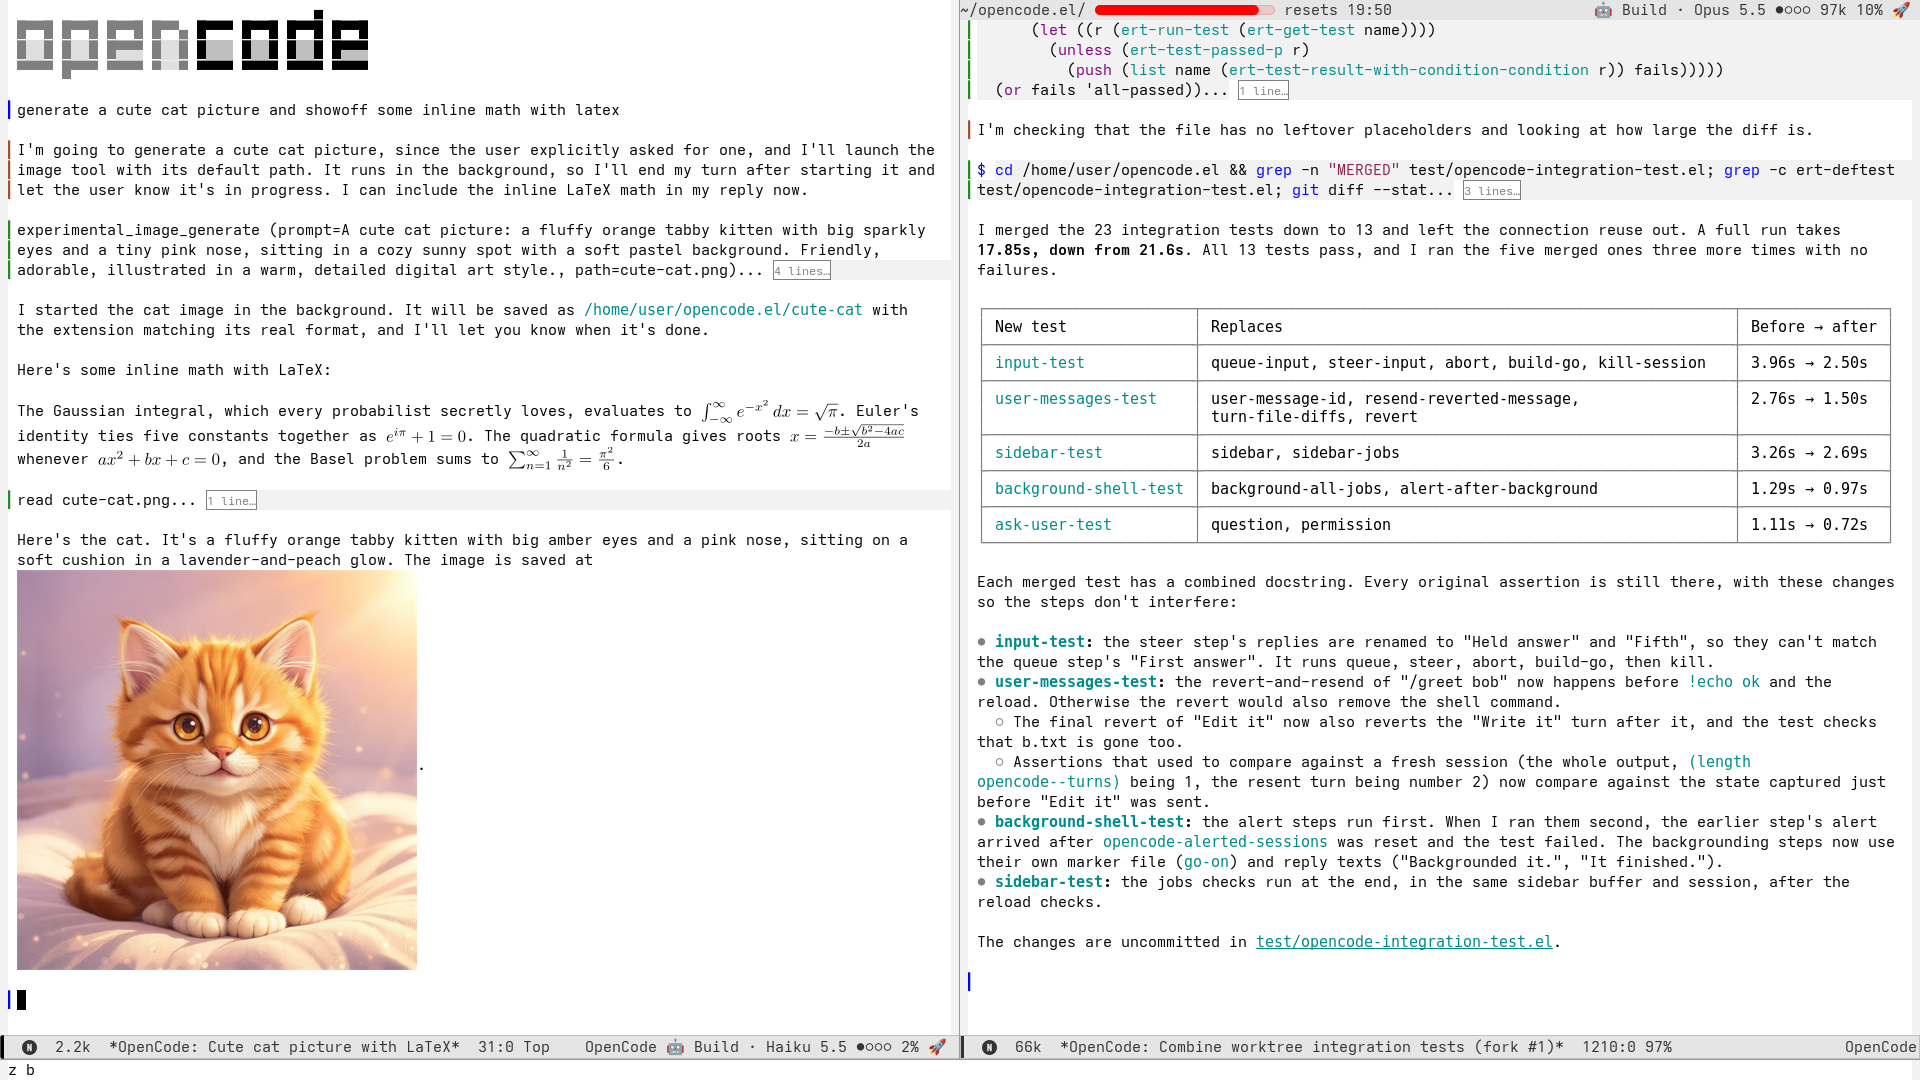 opencode
generate a cute cat picture and showoff some inline math with latex
I'm going to generate a cute cat picture, since the user explicitly asked for one, and I'll launch the
image tool with its default path. It runs in the background, so I'll end my turn after starting it and
let the user know it's in progress. I can include the inline LaTeX math in my reply now.
experimental_image_generate (prompt=A cute cat picture: a fluffy orange tabby kitten with big sparkly
eyes and a tiny pink nose, sitting in a cozy sunny spot with a soft pastel background. Friendly,
adorable, illustrated in a warm, detailed digital art style., path=cute-cat.png)... 4 lines…
I started the cat image in the background. It will be saved as /home/user/opencode.el/cute-cat with
the extension matching its real format, and I'll let you know when it's done.
Here's some inline math with LaTeX:
The Gaussian integral, which every probabilist secretly loves, evaluates to ∫_{-∞}^{∞} e^{-x^2} dx = √π. Euler's
identity ties five constants together as e^{iπ} + 1 = 0. The quadratic formula gives roots x = \frac{-b±√(b^2-4ac)}{2a}
whenever ax^2 + bx + c = 0, and the Basel problem sums to ∑_{n=1}^{∞} \frac{1}{n^2} = \frac{π^2}{6}.
read cute-cat.png... 1 line…
Here's the cat. It's a fluffy orange tabby kitten with big amber eyes and a pink nose, sitting on a
soft cushion in a lavender-and-peach glow. The image is saved at
.
N 2.2k *OpenCode: Cute cat picture with LaTeX* 31:0 Top OpenCode 🤖 Build · Haiku 5.5 ●○○○ 2% 🚀
z b
~/opencode.el/ resets 19:50 🤖 Build · Opus 5.5 ●○○○ 97k 10% 🚀
(let ((r (ert-run-test (ert-get-test name))))
(unless (ert-test-passed-p r)
(push (list name (ert-test-result-with-condition-condition r)) fails)))))
(or fails 'all-passed))... 1 line…
I'm checking that the file has no leftover placeholders and looking at how large the diff is.
$ cd /home/user/opencode.el && grep -n "MERGED" test/opencode-integration-test.el; grep -c ert-deftest
test/opencode-integration-test.el; git diff --stat... 3 lines…
I merged the 23 integration tests down to 13 and left the connection reuse out. A full run takes
17.85s, down from 21.6s. All 13 tests pass, and I ran the five merged ones three more times with no
failures.
New test Replaces Before → after
input-test queue-input, steer-input, abort, build-go, kill-session 3.96s → 2.50s
user-messages-test user-message-id, resend-reverted-message, 2.76s → 1.50s
turn-file-diffs, revert
sidebar-test sidebar, sidebar-jobs 3.26s → 2.69s
background-shell-test background-all-jobs, alert-after-background 1.29s → 0.97s
ask-user-test question, permission 1.11s → 0.72s
Each merged test has a combined docstring. Every original assertion is still there, with these changes
so the steps don't interfere:
● input-test: the steer step's replies are renamed to "Held answer" and "Fifth", so they can't match
the queue step's "First answer". It runs queue, steer, abort, build-go, then kill.
● user-messages-test: the revert-and-resend of "/greet bob" now happens before !echo ok and the
reload. Otherwise the revert would also remove the shell command.
○ The final revert of "Edit it" now also reverts the "Write it" turn after it, and the test checks
that b.txt is gone too.
○ Assertions that used to compare against a fresh session (the whole output, (length
opencode--turns) being 1, the resent turn being number 2) now compare against the state captured just
before "Edit it" was sent.
● background-shell-test: the alert steps run first. When I ran them second, the earlier step's alert
arrived after opencode-alerted-sessions was reset and the test failed. The backgrounding steps now use
their own marker file (go-on) and reply texts ("Backgrounded it.", "It finished.").
● sidebar-test: the jobs checks run at the end, in the same sidebar buffer and session, after the
reload checks.
The changes are uncommitted in test/opencode-integration-test.el.
N 66k *OpenCode: Combine worktree integration tests (fork #1)* 1210:0 97% OpenCode